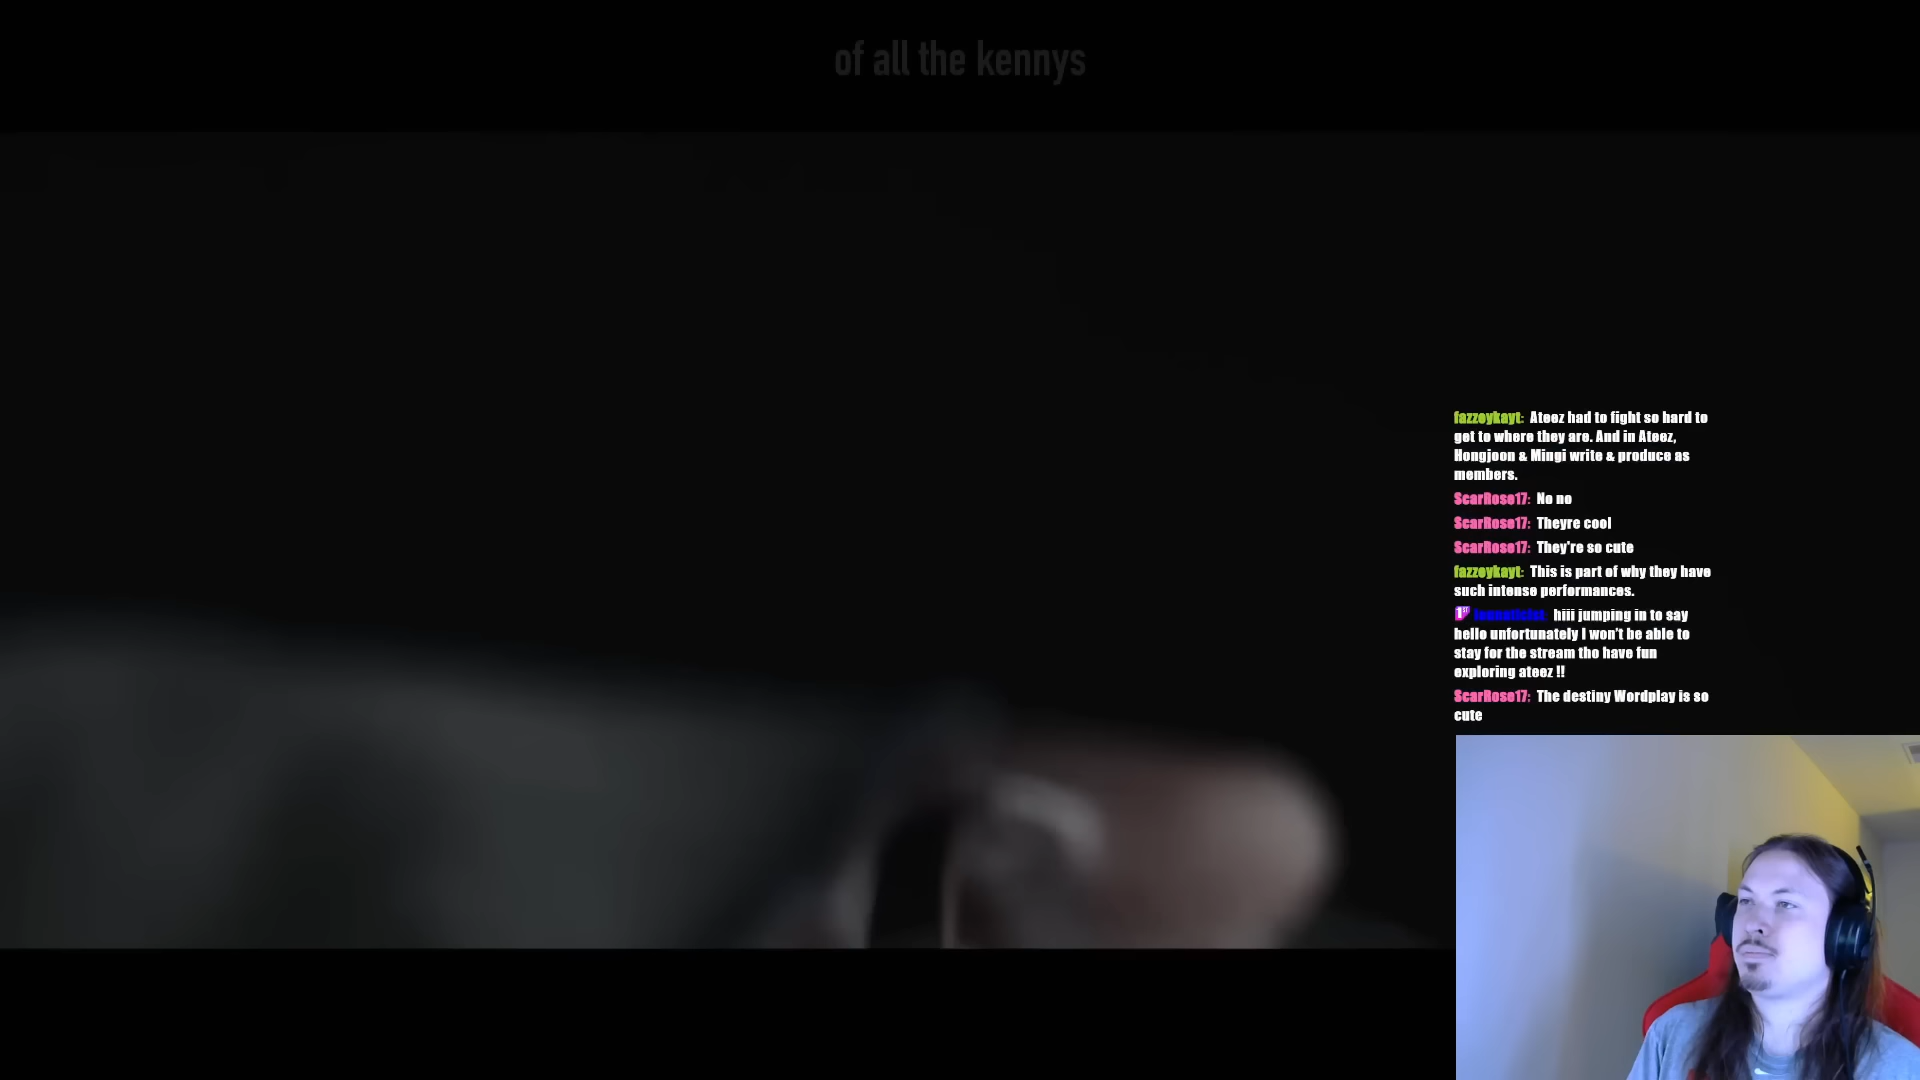 of all the kennys
fazzeykayt: Ateez had to fight so hard to
get to where they are. And in Ateez,
Hongjoon & Mingi write & produce as
members.
ScarRose17: No no
ScarRose17: Theyre cool
ScarRose17: They're so cute
fazzeykayt: This is part of why they have
such intense performances.
hiii jumping in to say
hello unfortunately I won't be able to
stay for the stream tho have fun
exploring ateez !!
ScarRose17: The destiny Wordplay is so
cute